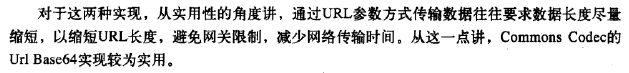 对于这两种实现，从实用性的角度讲，通过URL参数方式传输数据往往要求数据长度尽量
缩短，以缩短URL长度，避免网关限制，减少网络传输时间。从这一点讲，Commons Codec的
Url Base64实现较为实用。